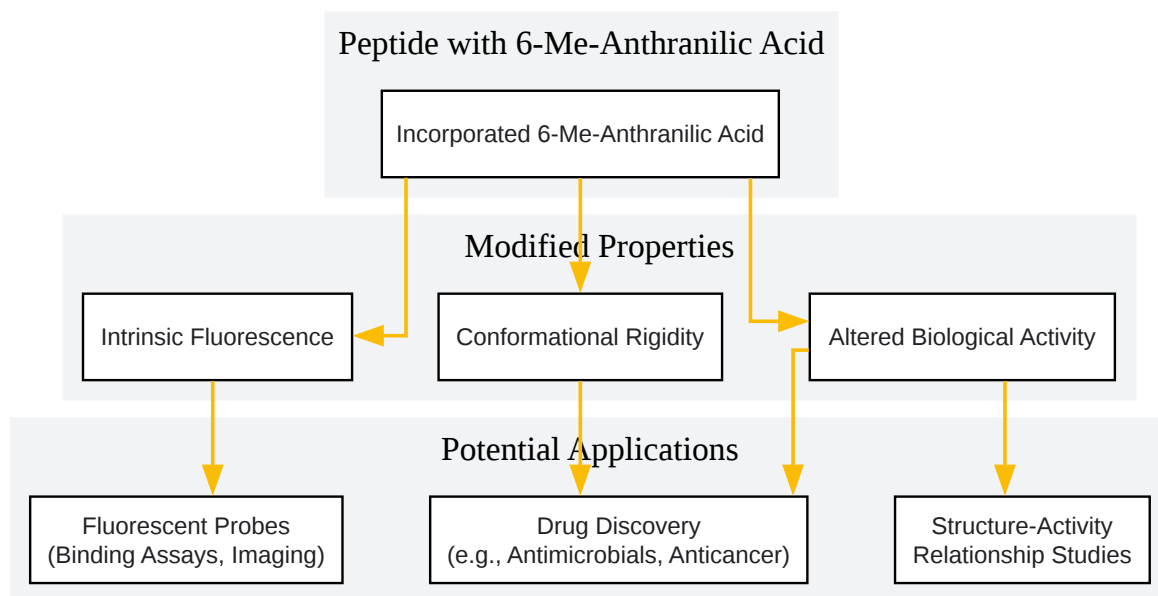 Peptide with 6-Me-Anthranilic Acid
Incorporated 6-Me-Anthranilic Acid
Modified Properties
Intrinsic Fluorescence
Conformational Rigidity
Altered Biological Activity
Potential Applications
Fluorescent Probes
(Binding Assays, Imaging)
Drug Discovery
(e.g., Antimicrobials, Anticancer)
Structure-Activity
Relationship Studies